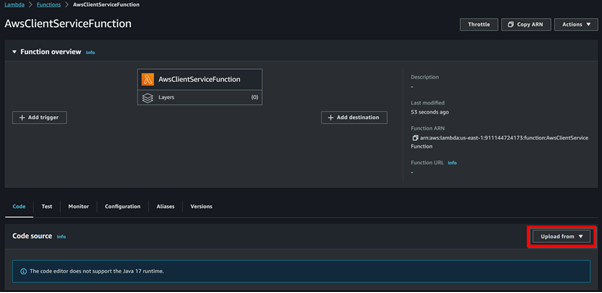 Lambda > Functions > AwsClientServiceFunction
AwsClientServiceFunction
Throttle
Copy ARN
Actions
Function overview Info
AwsClientServiceFunction
Layers (0)
+ Add trigger
+ Add destination
Description
-
Last modified
53 seconds ago
Function ARN
arn:aws:lambda:us-east-1:911144724173:function:AwsClientService
Function
Function URL Info
-
Code Test Monitor Configuration Aliases Versions
Code source Info
Upload from
The code editor does not support the Java 17 runtime.